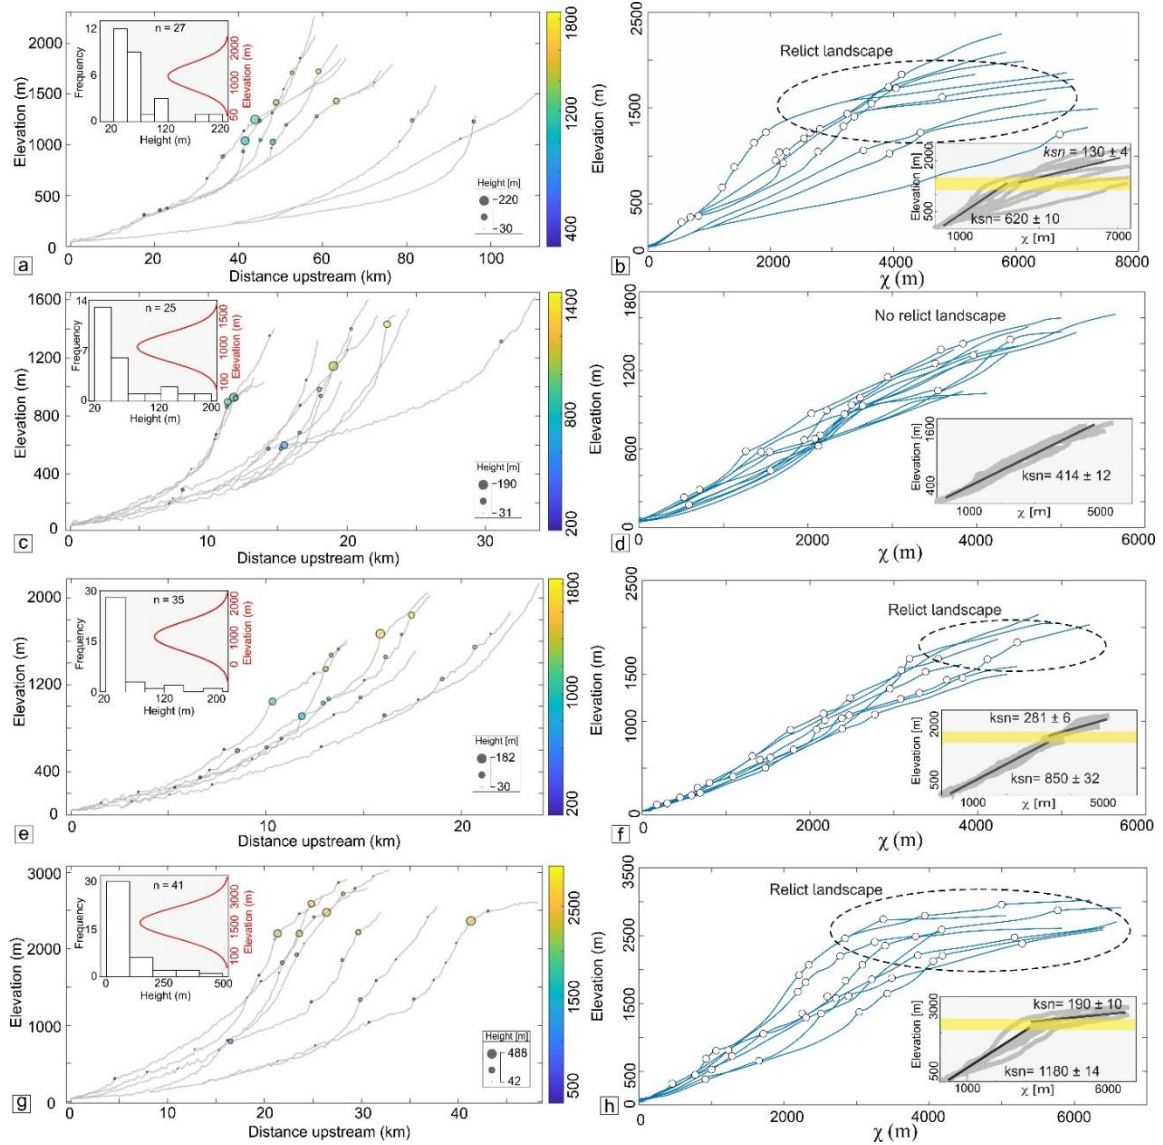 2000
1500
1000
500
0
Elevation (m)
0
20
40
60
80
100
Distance upstream (km)
12
6
0
Frequency
n = 27
20
120
220
Height (m)
2000
1000
50
Elevation (m)
Height [m]
220
30
1800
1200
400
a
2500
1500
500
0
Elevation (m)
Relict landscape
0
2000
4000
6000
8000
χ (m)
2000
500
Elevation [m]
ksn = 130 ± 4
ksn= 620 ± 10
1000
χ [m]
7000
b
1600
1200
800
400
0
Elevation (m)
0
10
20
30
Distance upstream (km)
14
7
0
Frequency
n = 25
20
120
200
Height (m)
1500
1000
100
Elevation (m)
Height [m]
190
31
1400
800
200
c
1800
1200
600
0
Elevation (m)
No relict landscape
0
2000
4000
6000
χ (m)
1600
400
Elevation [m]
ksn= 414 ± 12
1000
χ [m]
5000
d
2000
1600
1200
800
400
0
Elevation (m)
0
10
20
Distance upstream (km)
30
15
0
Frequency
n = 35
20
120
200
Height (m)
2000
1000
0
Elevation (m)
Height [m]
182
30
1800
1000
200
e
2500
1500
1000
0
Elevation (m)
Relict landscape
0
2000
4000
6000
χ (m)
2000
500
Elevation [m]
ksn= 281 ± 6
ksn= 850 ± 32
1000
χ [m]
5000
f
3000
2000
1000
0
Elevation (m)
0
10
20
30
40
Distance upstream (km)
30
15
0
Frequency
n = 41
0
250
500
Height (m)
3000
1500
100
Elevation (m)
Height [m]
488
42
2500
1500
500
g
3500
2500
1500
500
0
Elevation (m)
Relict landscape
0
2000
4000
6000
χ (m)
3000
500
Elevation [m]
ksn= 190 ± 10
ksn= 1180 ± 14
1000
χ [m]
6000
h